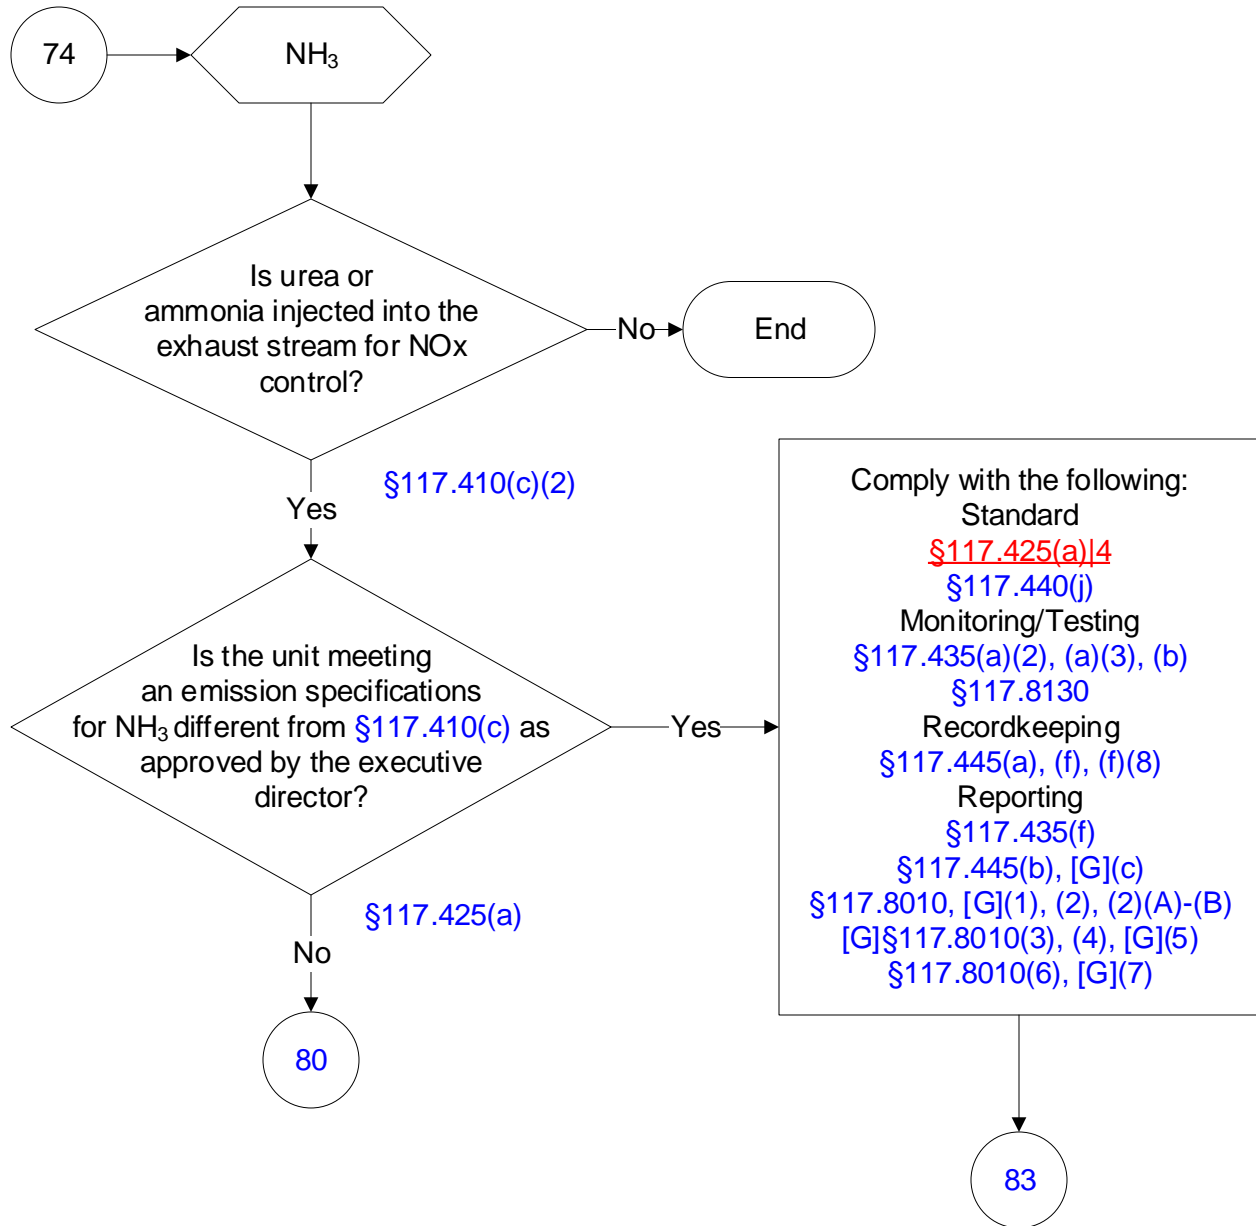 74
NH₃
Is urea or
ammonia injected into the
exhaust stream for NOx
control?
No
End
§117.410(c)(2)
Yes
Is the unit meeting
an emission specifications
for NH₃ different from §117.410(c) as
approved by the executive
director?
Yes
Comply with the following:
Standard
§117.425(a)|4
§117.440(j)
Monitoring/Testing
§117.435(a)(2), (a)(3), (b)
§117.8130
Recordkeeping
§117.445(a), (f), (f)(8)
Reporting
§117.435(f)
§117.445(b), [G](c)
§117.8010, [G](1), (2), (2)(A)-(B)
[G]§117.8010(3), (4), [G](5)
§117.8010(6), [G](7)
§117.425(a)
No
80
83